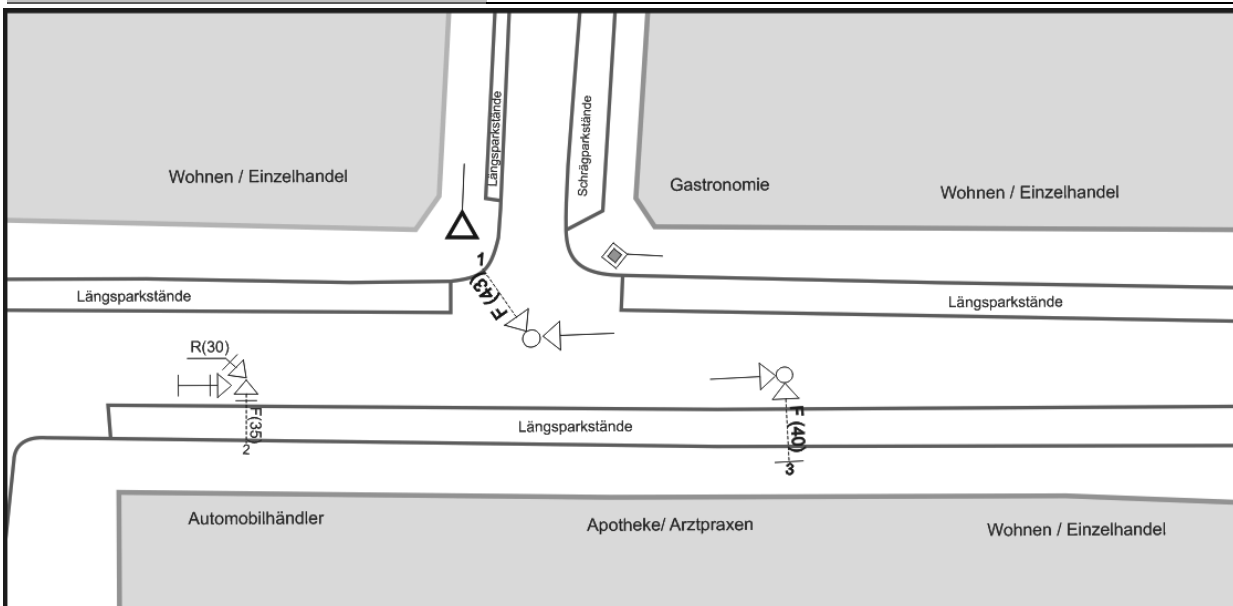 Längsparkstände
Schrägparkstände
Wohnen / Einzelhandel
Gastronomie
Wohnen / Einzelhandel
1
F (43)
Längsparkstände
Längsparkstände
R(30)
F(35)
2
Längsparkstände
F (40)
3
Automobilhändler
Apotheke/ Arztpraxen
Wohnen / Einzelhandel